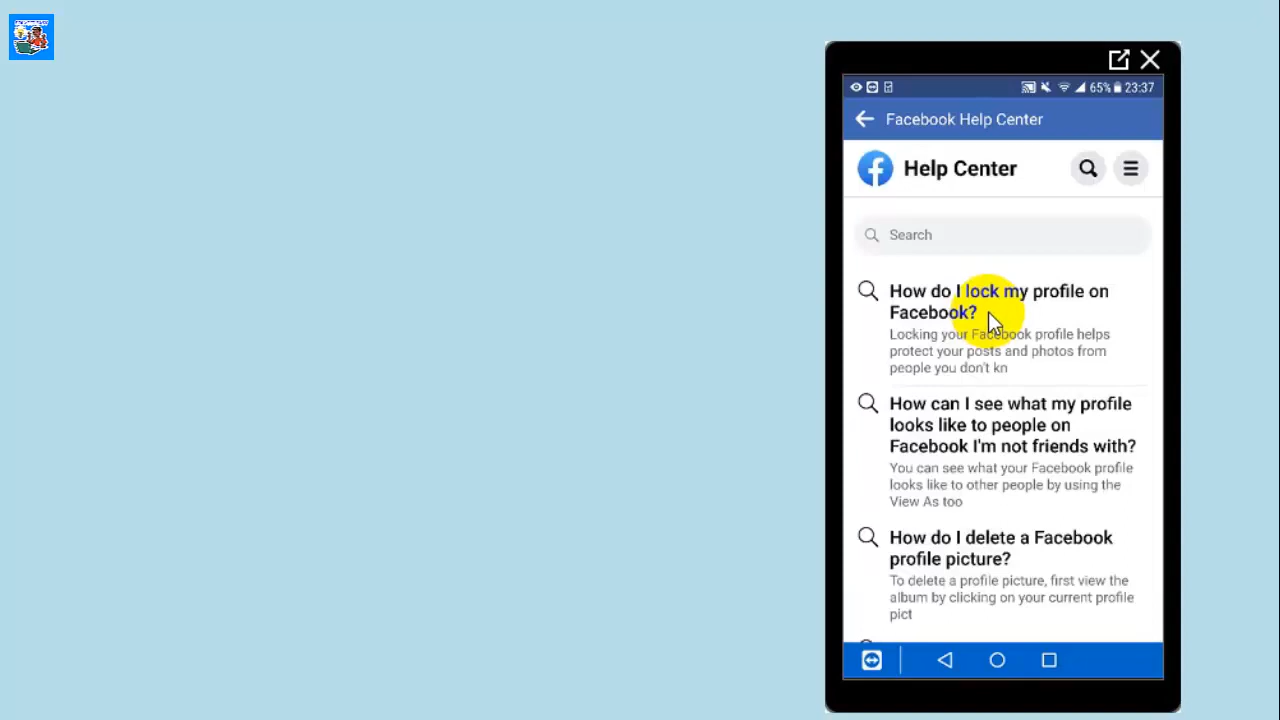 65% 23:37
Facebook Help Center
Help Center
Search
How do I lock my profile on
Facebook?
Locking your Facebook profile helps
protect your posts and photos from
people you don't kn
How can I see what my profile
looks like to people on
Facebook I'm not friends with?
You can see what your Facebook profile
looks like to other people by using the
View As too
How do I delete a Facebook
profile picture?
To delete a profile picture, first view the
album by clicking on your current profile
pict